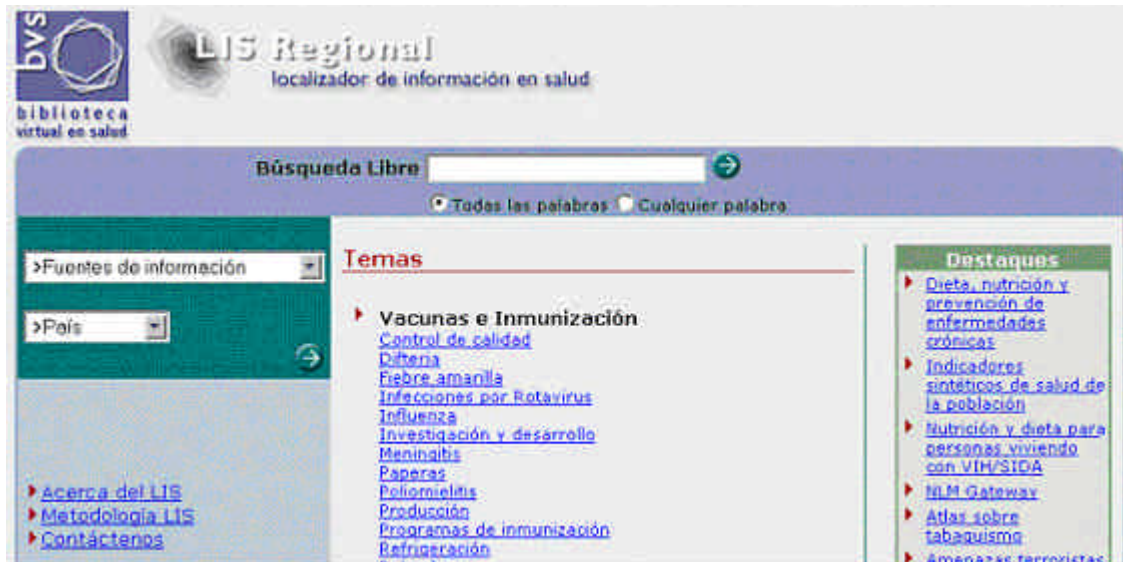 bvs
biblioteca
virtual en salud
LIS Regional
localizador de información en salud
Búsqueda Libre
Todas las palabras Cualquier palabra
>Fuentes de información
>País
Acerca del LIS
Metodología LIS
Contáctenos
Temas
Vacunas e Inmunización
Control de calidad
Difteria
Fiebre amarilla
Infecciones por Rotavirus
Influenza
Investigación y desarrollo
Meningitis
Paperas
Poliomielitis
Producción
Programas de inmunización
Refrigeración
Destaques
Dieta, nutrición y
prevención de
enfermedades
crónicas
Indicadores
sintéticos de salud de
la población
Nutrición y dieta para
personas viviendo
con VIH/SIDA
NLM Gateway
Atlas sobre
tabaquismo
Amenazas terroristas